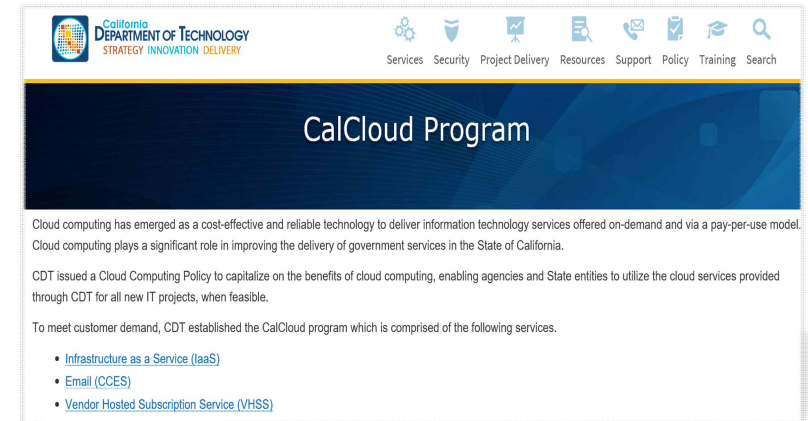 California
DEPARTMENT OF TECHNOLOGY
STRATEGY INNOVATION DELIVERY
Services Security Project Delivery Resources Support Policy Training Search
CalCloud Program
Cloud computing has emerged as a cost-effective and reliable technology to deliver information technology services offered on-demand and via a pay-per-use model.
Cloud computing plays a significant role in improving the delivery of government services in the State of California.
CDT issued a Cloud Computing Policy to capitalize on the benefits of cloud computing, enabling agencies and State entities to utilize the cloud services provided
through CDT for all new IT projects, when feasible.
To meet customer demand, CDT established the CalCloud program which is comprised of the following services.
• Infrastructure as a Service (IaaS)
• Email (CCES)
• Vendor Hosted Subscription Service (VHSS)